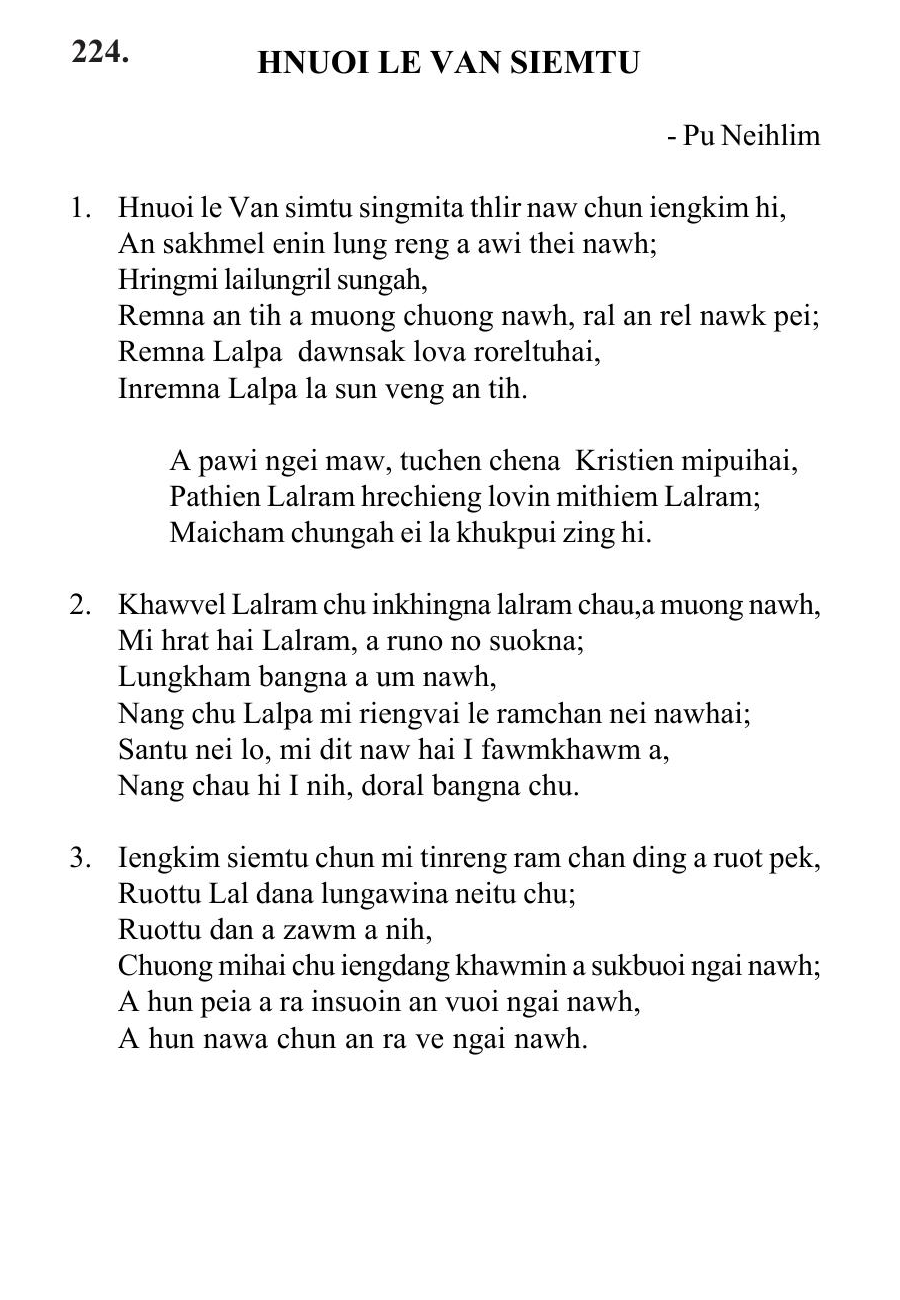 224.
HNUOI LE VAN SIEMTU
- Pu Neihlim
1. Hnuoi le Van simtu singmita thlir naw chun iengkim hi,
An sakhmel enin lung reng a awi thei nawh;
Hringmi lailungril sungah,
Remna an tih a muong chuong nawh, ral an rel nawk pei;
Remna Lalpa dawnsak lova roreltuhai,
Inremna Lalpa la sun veng an tih.
A pawi ngei maw, tuchen chena Kristien mipuihai,
Pathien Lalram hrechieng lovin mithiem Lalram;
Maicham chungah ei la khukpui zing hi.
2. Khawvel Lalram chu inkhingna lalram chau,a muong nawh,
Mi hrat hai Lalram, a runo no suokna;
Lungkham bangna a um nawh,
Nang chu Lalpa mi riengvai le ramchan nei nawhai;
Santu nei lo, mi dit naw hai I fawmkhawm a,
Nang chau hi I nih, doral bangna chu.
3. Iengkim siemtu chun mi tinreng ram chan ding a ruot pek,
Ruottu Lal dana lungawina neitu chu;
Ruottu dan a zawm a nih,
Chuong mihai chu iengdang khawmin a sukbuoi ngai nawh;
A hun peia a ra insuoin an vuoi ngai nawh,
A hun nawa chun an ra ve ngai nawh.